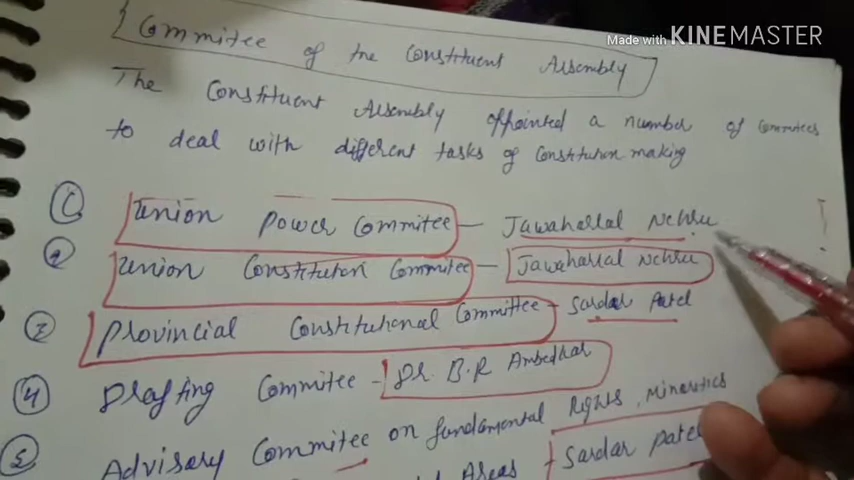 Made with KINEMASTER
Committee of the Constituent Assembly
The Constituent Assembly appointed a number of Commitees
to deal with different tasks of Constitution making
① Union Power Commitee — Jawaharlal Nehru
② Union Constitution Commitee — Jawaharlal Nehru
③ Provincial Constitutional Committee - Sardar Patel
④ Drafting Commitee - Dr. B.R Ambedkar
⑤ Advisory Commitee on fundamental Rights, Minorities
Areas - Sardar Patel